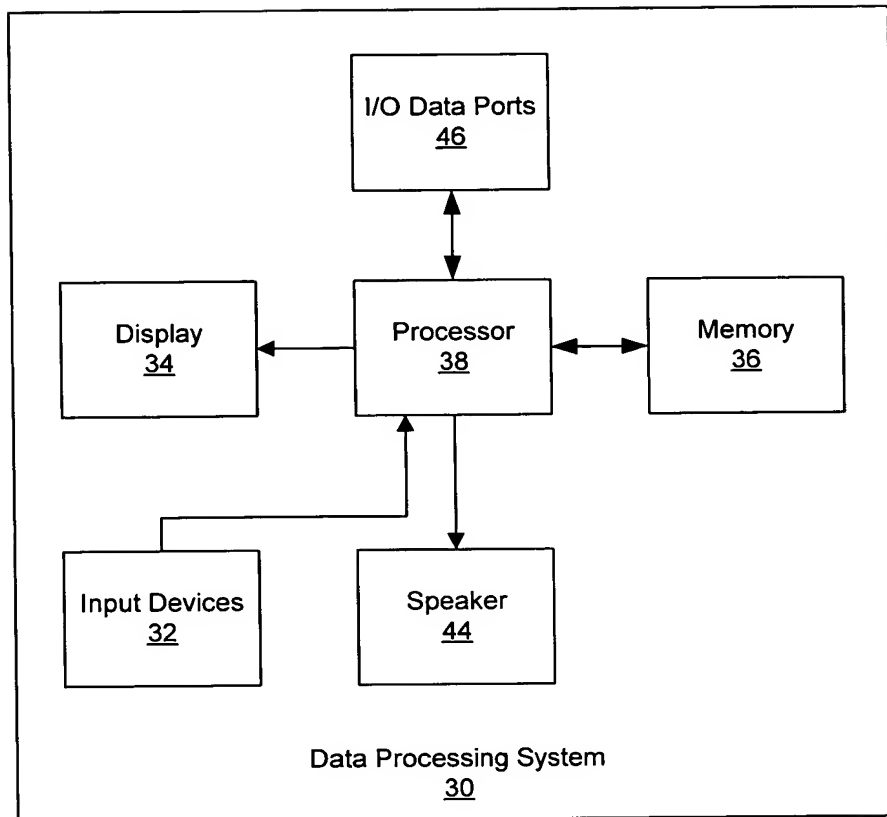 I/O Data Ports
46
Display
34
Processor
38
Memory
36
Input Devices
32
Speaker
44
Data Processing System
30